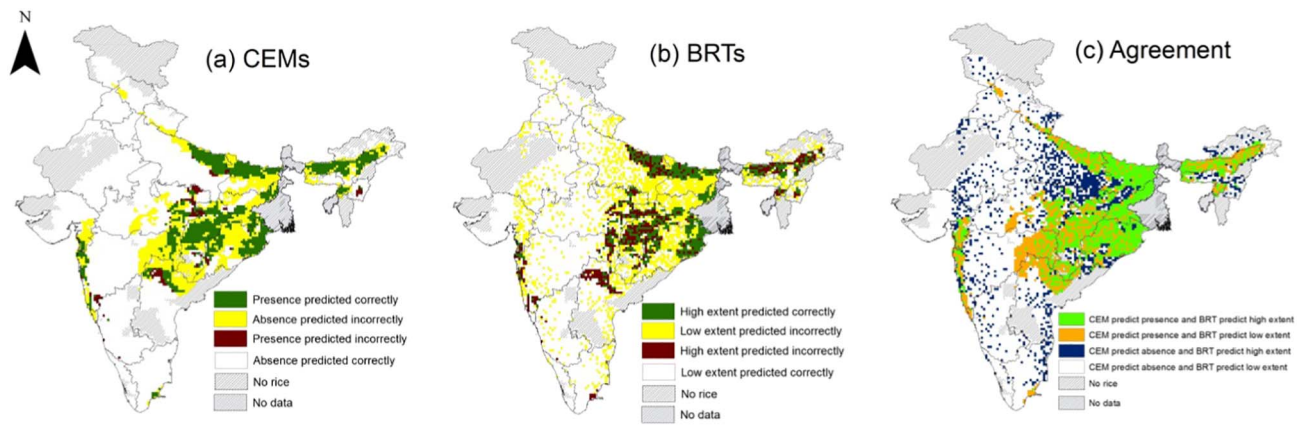 N
(a) CEMs
Presence predicted correctly
Absence predicted incorrectly
Presence predicted incorrectly
Absence predicted correctly
No rice
No data
(b) BRTs
High extent predicted correctly
Low extent predicted incorrectly
High extent predicted incorrectly
Low extent predicted correctly
No rice
No data
(c) Agreement
CEM predict presence and BRT predict high extent
CEM predict presence and BRT predict low extent
CEM predict absence and BRT predict high extent
CEM predict absence and BRT predict low extent
No rice
No data